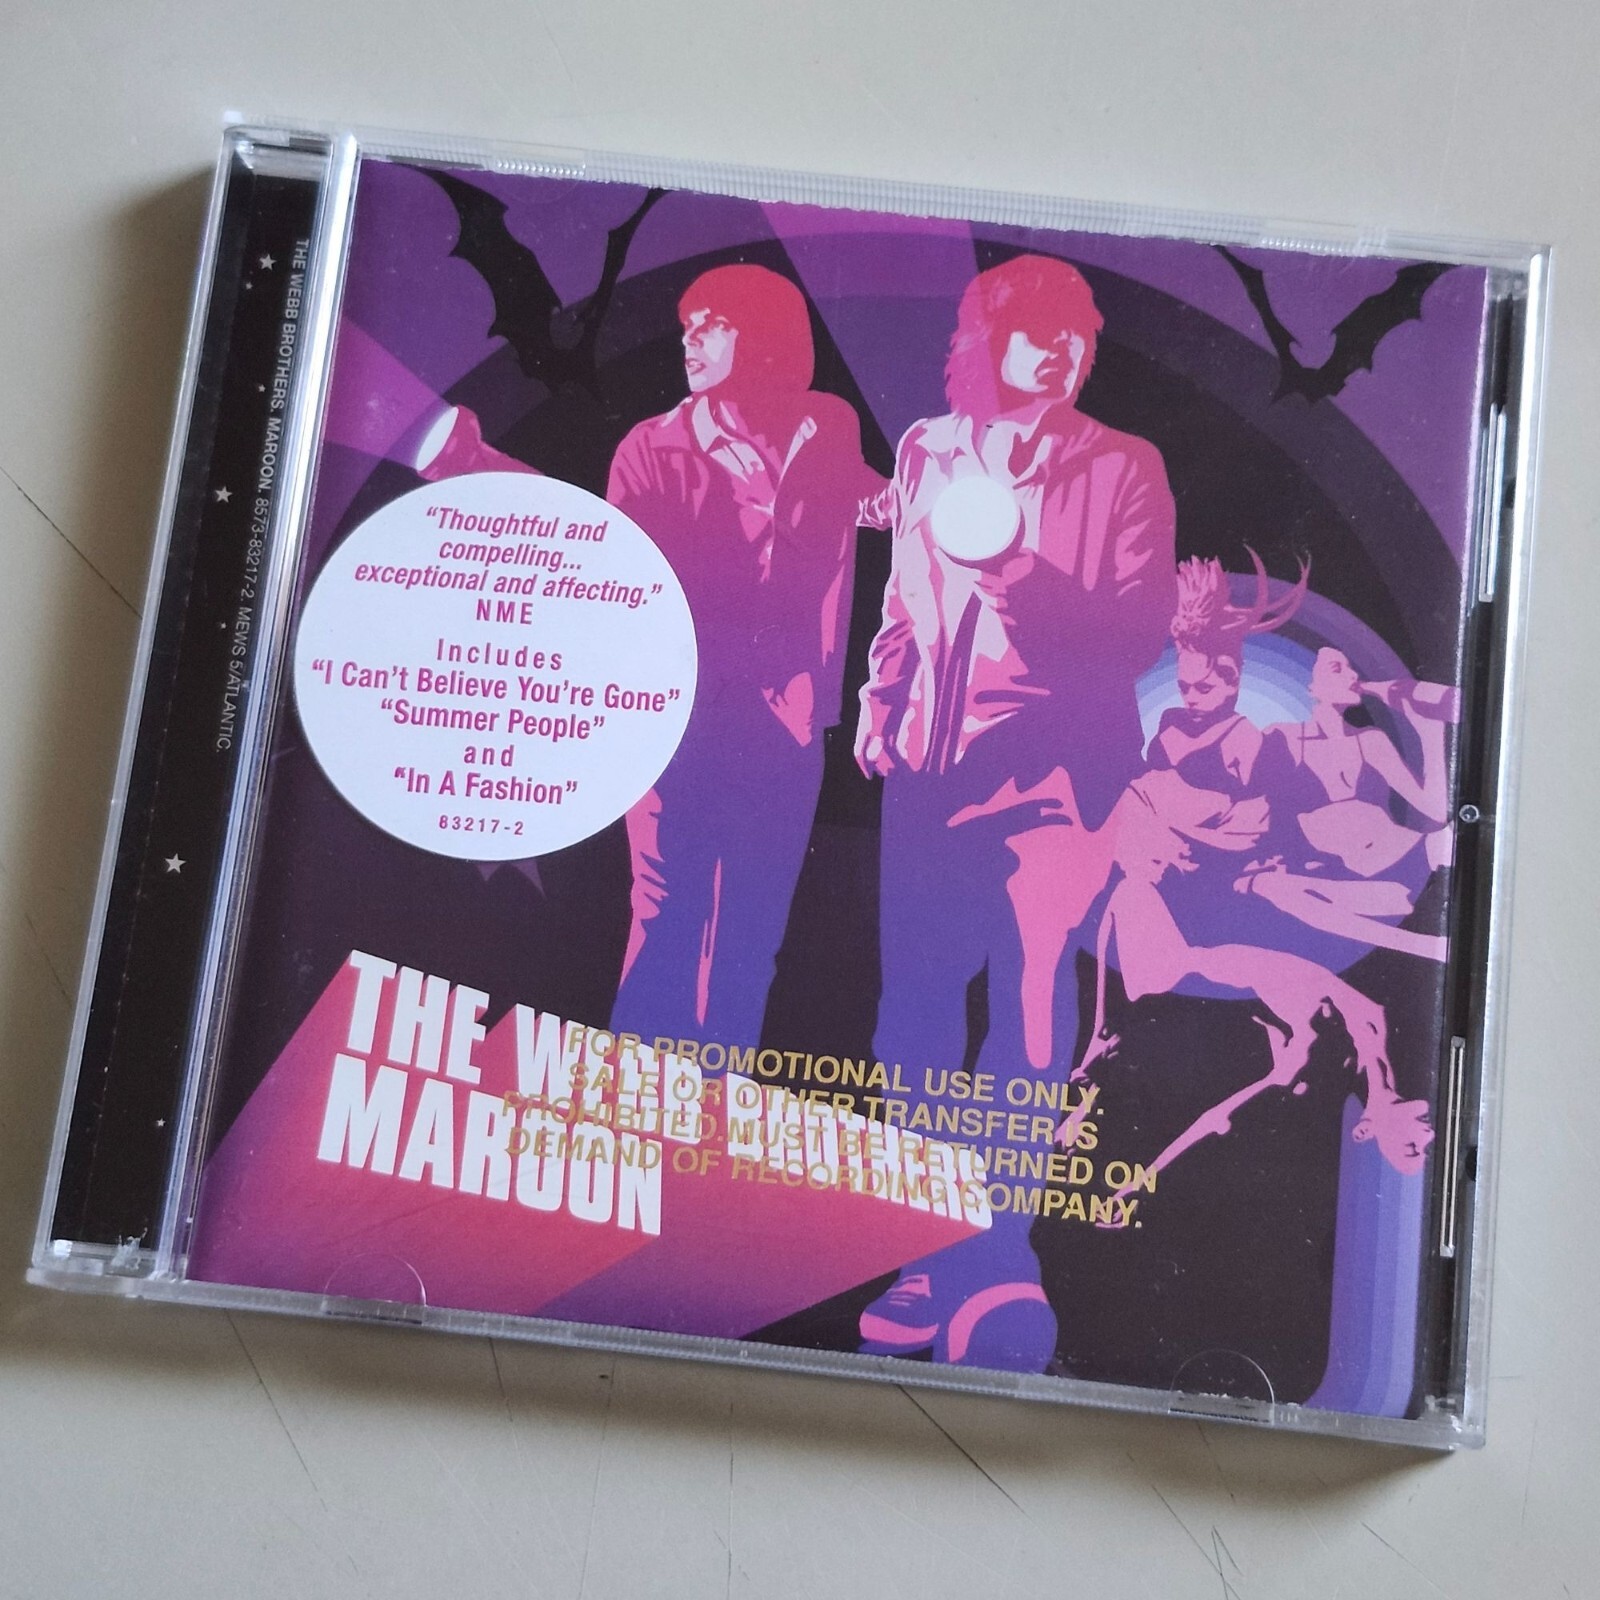 THE WEBB BROTHERS. MAROON. 8573-83217-2. MEWS 5/ATLANTIC.
“Thoughtful and
compelling...
exceptional and affecting.”
NME
Includes
“I Can’t Believe You’re Gone”
“Summer People”
and
“In A Fashion”
83217-2
THE WEBB BROTHERS
MAROON
FOR PROMOTIONAL USE ONLY.
SALE OR OTHER TRANSFER IS
PROHIBITED. MUST BE RETURNED ON
DEMAND OF RECORDING COMPANY.